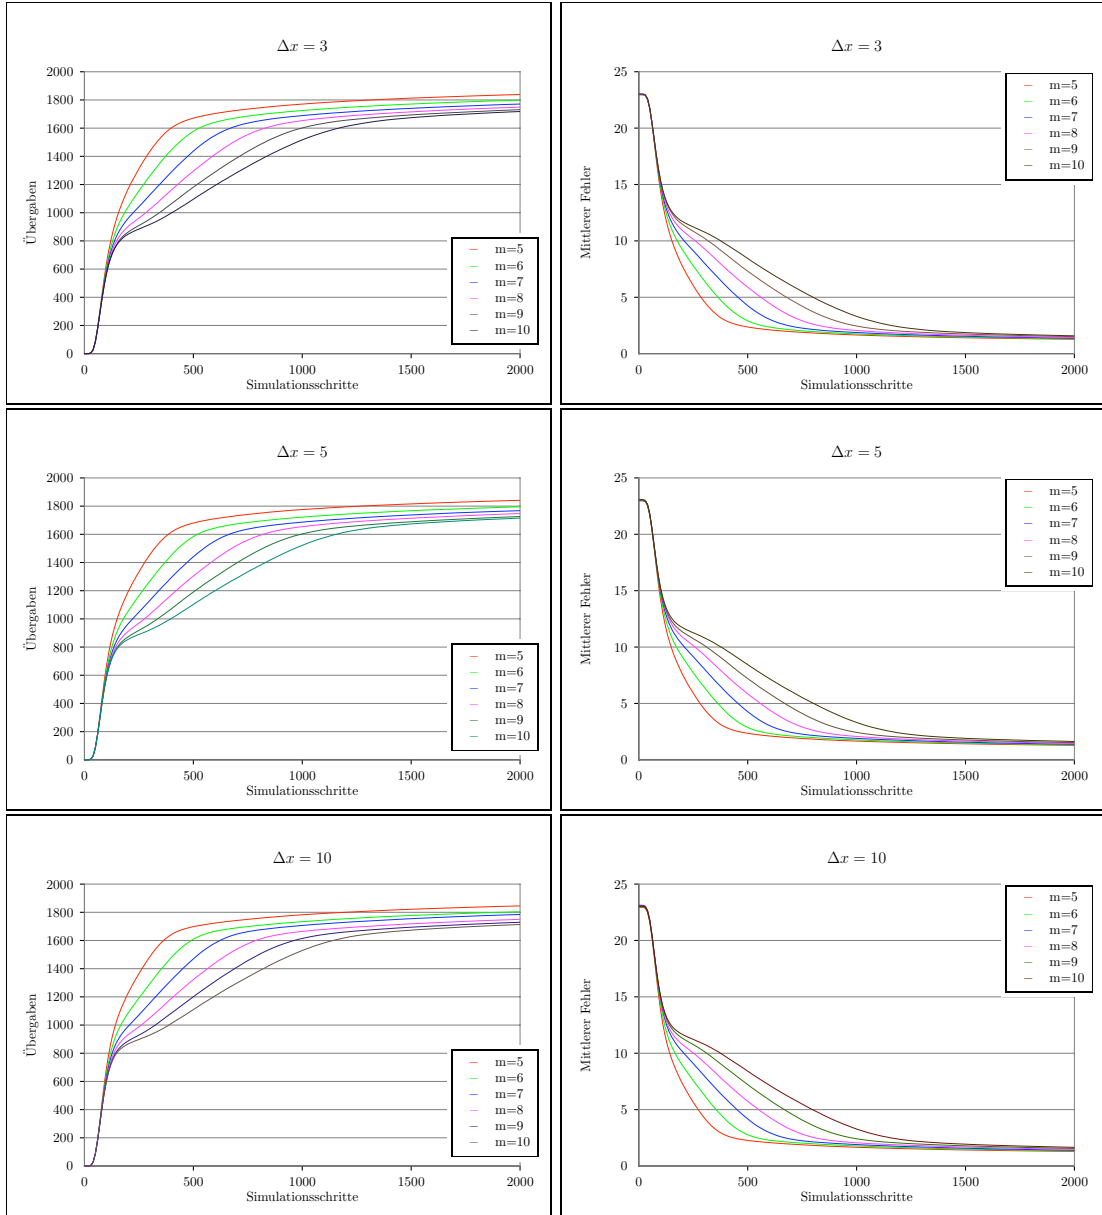 Δx = 3
2000
1800
1600
1400
1200
1000
800
600
400
200
0
Übergaben
m=5
m=6
m=7
m=8
m=9
m=10
0 500 1000 1500 2000
Simulationsschritte
Δx = 3
25
20
15
10
5
0
Mittlerer Fehler
m=5
m=6
m=7
m=8
m=9
m=10
0 500 1000 1500 2000
Simulationsschritte
Δx = 5
2000
1800
1600
1400
1200
1000
800
600
400
200
0
Übergaben
m=5
m=6
m=7
m=8
m=9
m=10
0 500 1000 1500 2000
Simulationsschritte
Δx = 5
25
20
15
10
5
0
Mittlerer Fehler
m=5
m=6
m=7
m=8
m=9
m=10
0 500 1000 1500 2000
Simulationsschritte
Δx = 10
2000
1800
1600
1400
1200
1000
800
600
400
200
0
Übergaben
m=5
m=6
m=7
m=8
m=9
m=10
0 500 1000 1500 2000
Simulationsschritte
Δx = 10
25
20
15
10
5
0
Mittlerer Fehler
m=5
m=6
m=7
m=8
m=9
m=10
0 500 1000 1500 2000
Simulationsschritte